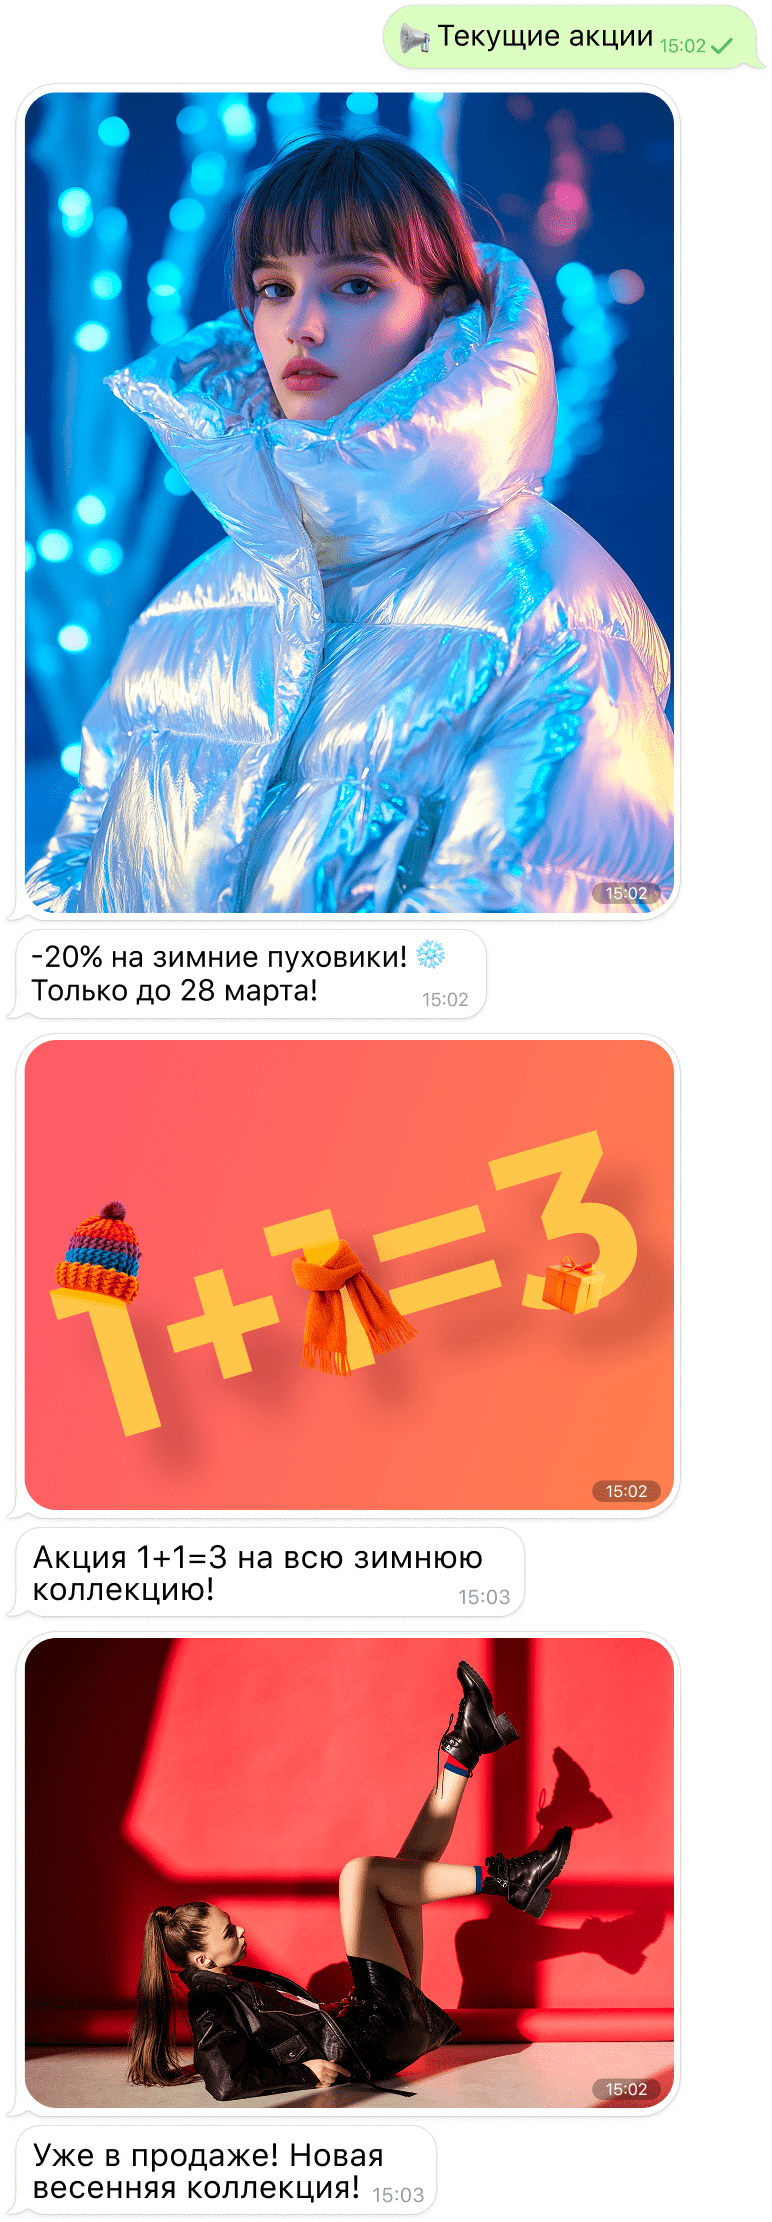 📢 Текущие акции 15:02
15:02
-20% на зимние пуховики! ❄️
Только до 28 марта! 15:02
1+1=3
15:02
Акция 1+1=3 на всю зимнюю
коллекцию! 15:03
15:02
Уже в продаже! Новая
весенняя коллекция! 15:03